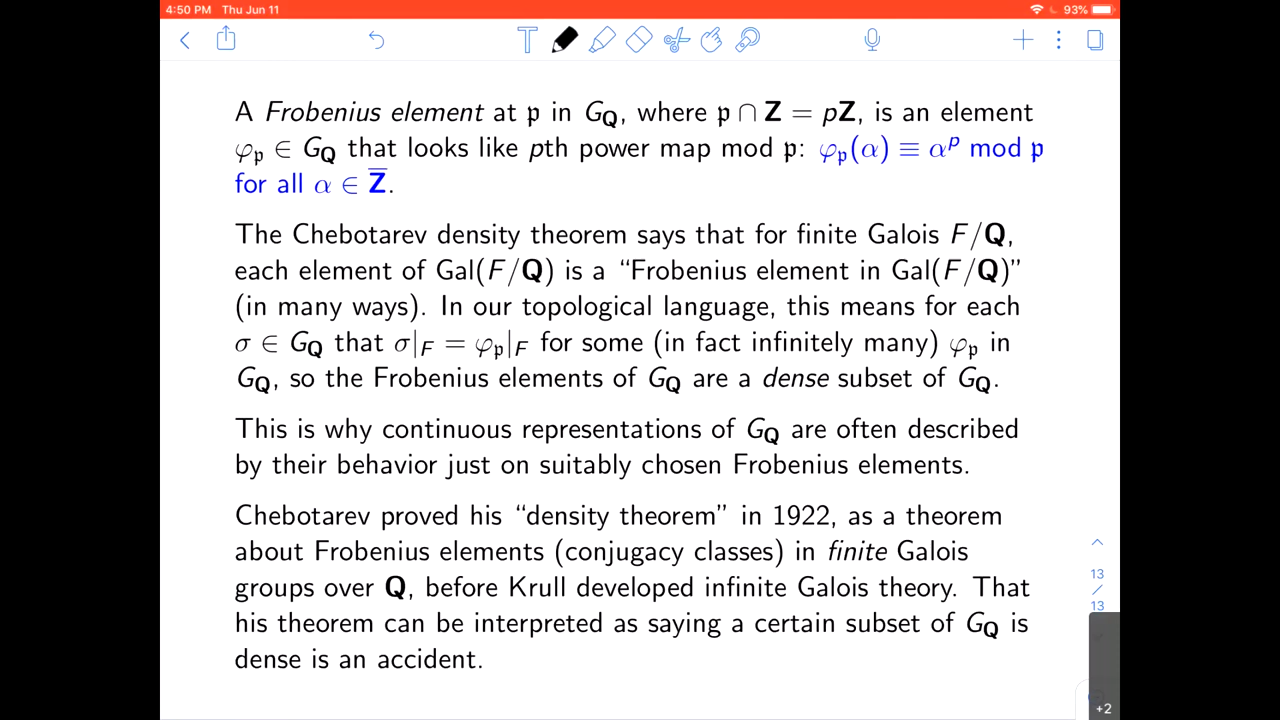 4:50 PM Thu Jun 11
93%
A Frobenius element at 𝔭 in G_Q, where 𝔭 ∩ Z = pZ, is an element
φ_𝔭 ∈ G_Q that looks like pth power map mod 𝔭: φ_𝔭(α) ≡ α^p mod 𝔭
for all α ∈ Z̅.
The Chebotarev density theorem says that for finite Galois F/Q,
each element of Gal(F/Q) is a “Frobenius element in Gal(F/Q)”
(in many ways). In our topological language, this means for each
σ ∈ G_Q that σ|_F = φ_𝔭|_F for some (in fact infinitely many) φ_𝔭 in
G_Q, so the Frobenius elements of G_Q are a dense subset of G_Q.
This is why continuous representations of G_Q are often described
by their behavior just on suitably chosen Frobenius elements.
Chebotarev proved his “density theorem” in 1922, as a theorem
about Frobenius elements (conjugacy classes) in finite Galois
groups over Q, before Krull developed infinite Galois theory. That
his theorem can be interpreted as saying a certain subset of G_Q is
dense is an accident.
13
/
13
+2